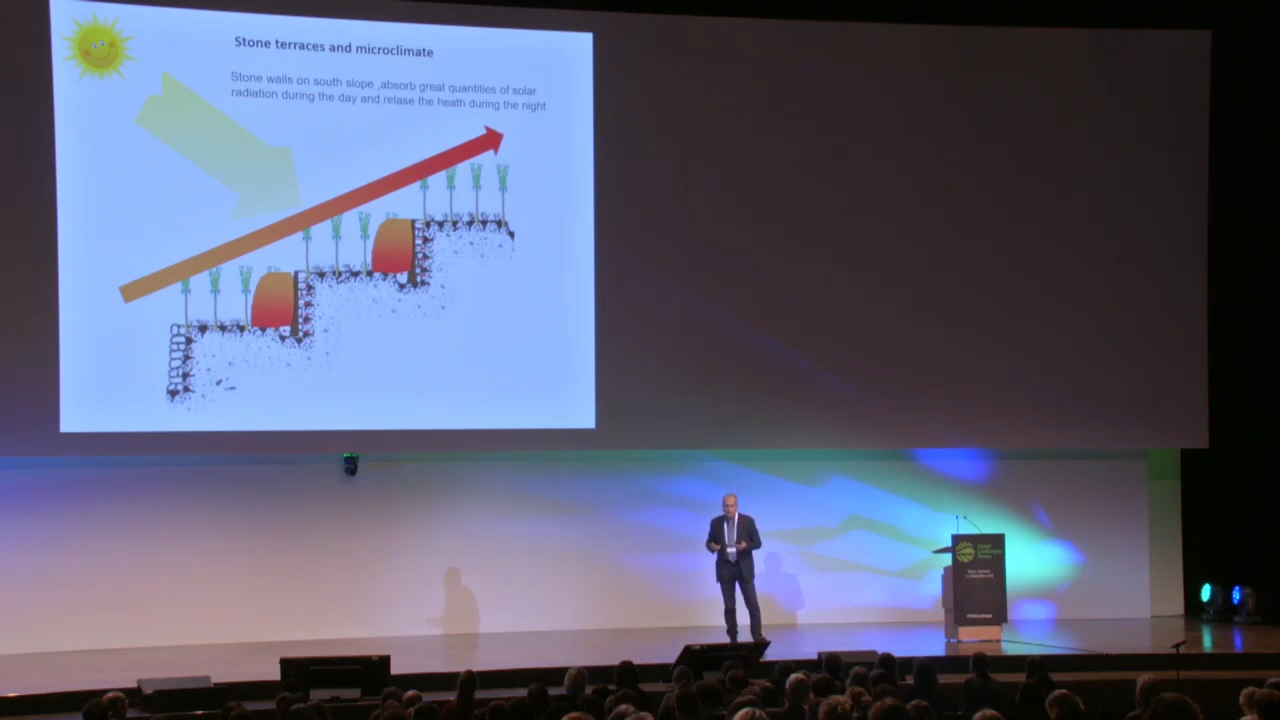 Stone terraces and microclimate
Stone walls on south slope ,absorb great quantities of solar
radiation during the day and relase the heath during the night